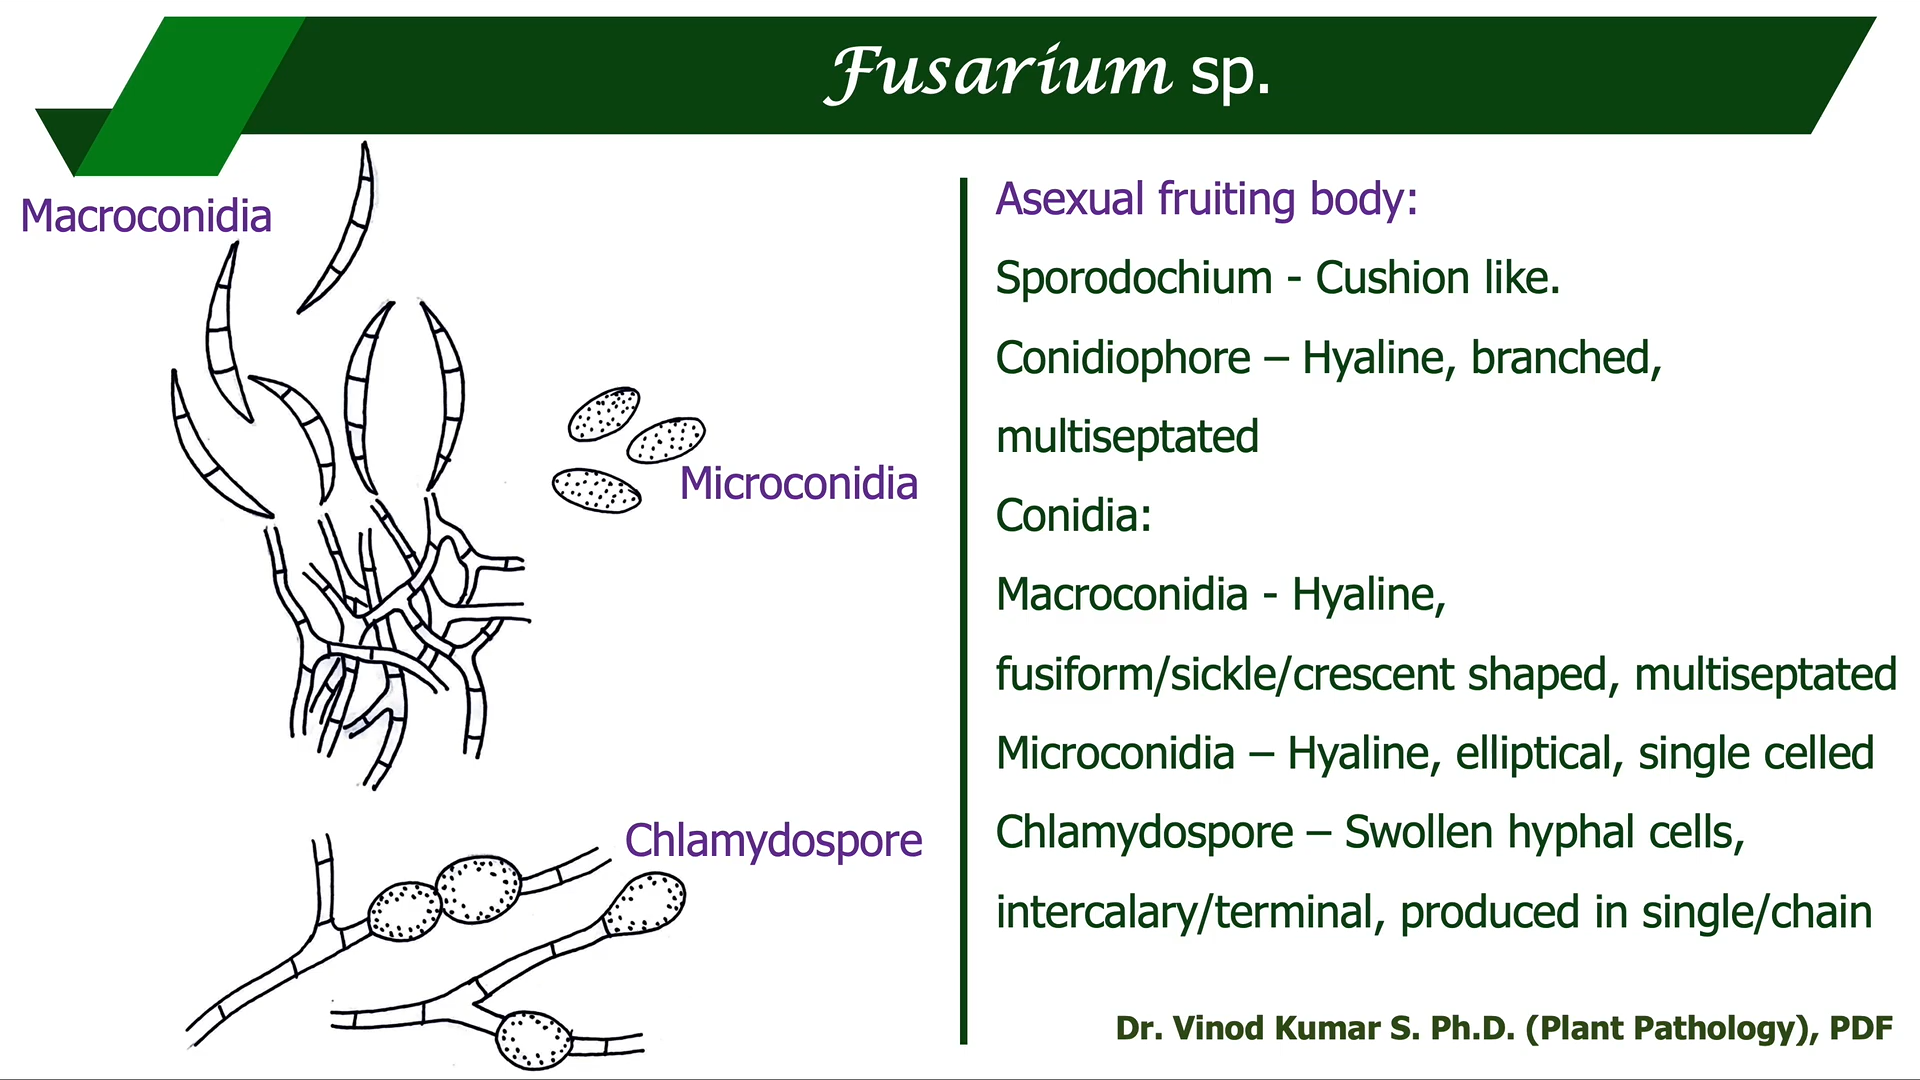 Fusarium sp.
Macroconidia
Microconidia
Chlamydospore
Asexual fruiting body:
Sporodochium - Cushion like.
Conidiophore – Hyaline, branched,
multiseptated
Conidia:
Macroconidia - Hyaline,
fusiform/sickle/crescent shaped, multiseptated
Microconidia – Hyaline, elliptical, single celled
Chlamydospore – Swollen hyphal cells,
intercalary/terminal, produced in single/chain
Dr. Vinod Kumar S. Ph.D. (Plant Pathology), PDF